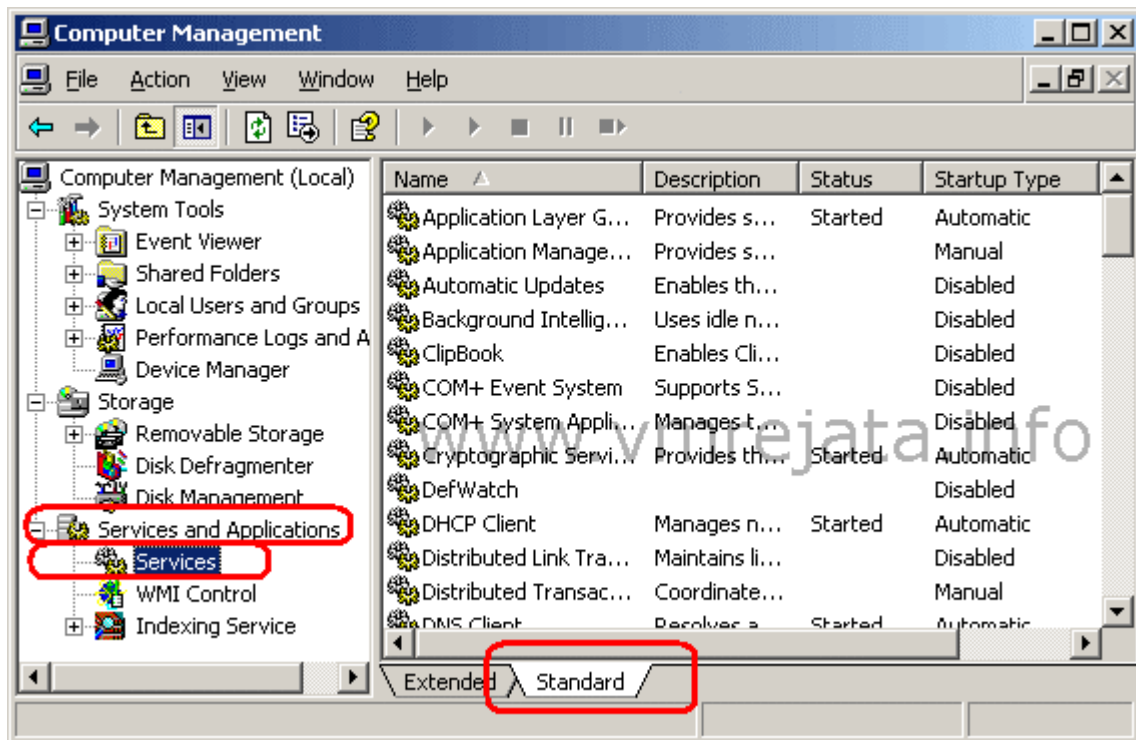 Computer Management
File Action View Window Help
Computer Management (Local)
System Tools
Event Viewer
Shared Folders
Local Users and Groups
Performance Logs and A
Device Manager
Storage
Removable Storage
Disk Defragmenter
Disk Management
Services and Applications
Services
WMI Control
Indexing Service
Name Description Status Startup Type
Application Layer G... Provides s... Started Automatic
Application Manage... Provides s... Manual
Automatic Updates Enables th... Disabled
Background Intellig... Uses idle n... Disabled
ClipBook Enables Cli... Disabled
COM+ Event System Supports S... Disabled
COM+ System Appli... Manages t... Disabled
www.vmrejata.info
Cryptographic Servi... Provides th... Started Automatic
DefWatch Disabled
DHCP Client Manages n... Started Automatic
Distributed Link Tra... Maintains li... Disabled
Distributed Transac... Coordinate... Manual
DNS Client Resolves a Started Automatic
Extended Standard